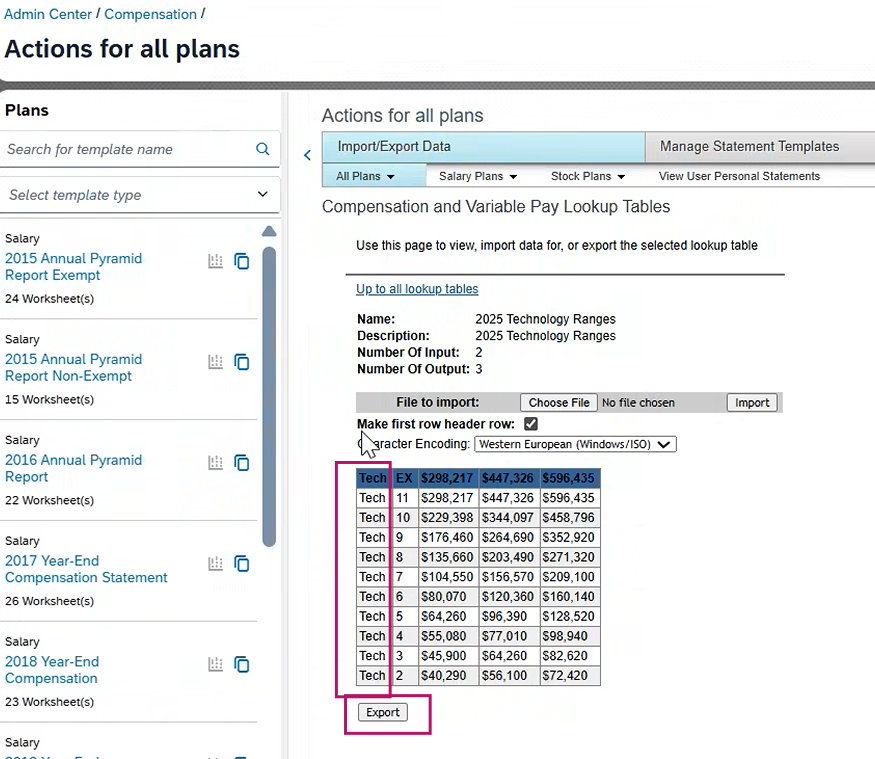 Admin Center / Compensation /
Actions for all plans
Plans
Search for template name
Select template type
Salary
2015 Annual Pyramid
Report Exempt
24 Worksheet(s)
Salary
2015 Annual Pyramid
Report Non-Exempt
15 Worksheet(s)
Salary
2016 Annual Pyramid
Report
22 Worksheet(s)
Salary
2017 Year-End
Compensation Statement
26 Worksheet(s)
Salary
2018 Year-End
Compensation
23 Worksheet(s)
Salary
Actions for all plans
Import/Export Data Manage Statement Templates
All Plans Salary Plans Stock Plans View User Personal Statements
Compensation and Variable Pay Lookup Tables
Use this page to view, import data for, or export the selected lookup table
Up to all lookup tables
Name: 2025 Technology Ranges
Description: 2025 Technology Ranges
Number Of Input: 2
Number Of Output: 3
File to import: Choose File No file chosen Import
Make first row header row:
Encoding: Western European (Windows/ISO)
Tech EX $298,217 $447,326 $596,435
Tech 11 $298,217 $447,326 $596,435
Tech 10 $229,398 $344,097 $458,796
Tech 9 $176,460 $264,690 $352,920
Tech 8 $135,660 $203,490 $271,320
Tech 7 $104,550 $156,570 $209,100
Tech 6 $80,070 $120,360 $160,140
Tech 5 $64,260 $96,390 $128,520
Tech 4 $55,080 $77,010 $98,940
Tech 3 $45,900 $64,260 $82,620
Tech 2 $40,290 $56,100 $72,420
Export